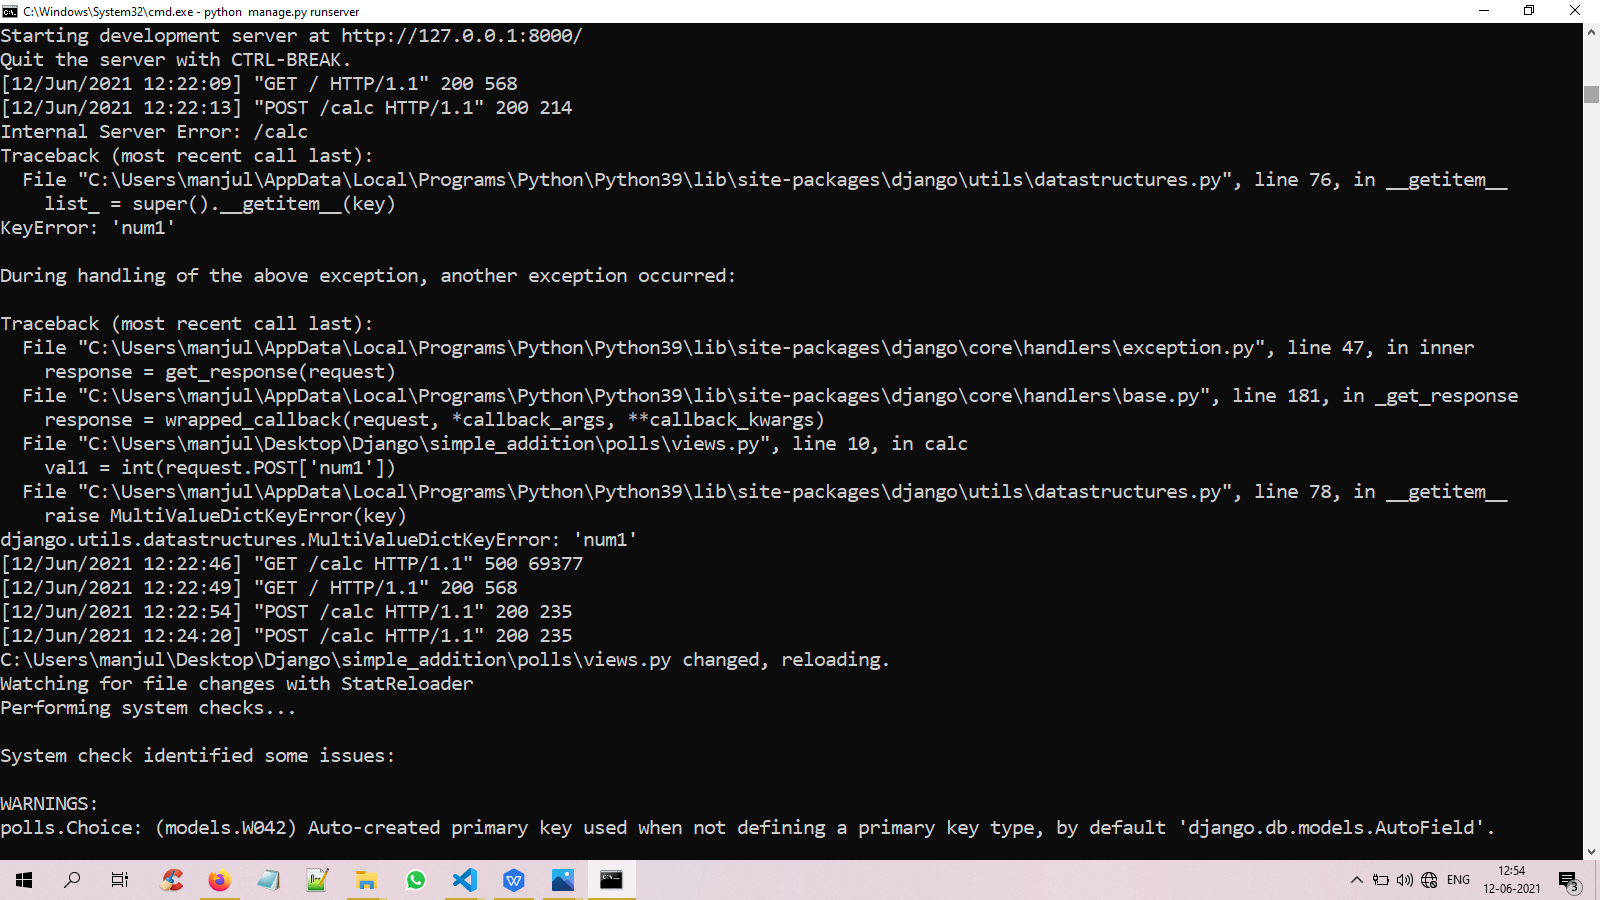 C:\Windows\System32\cmd.exe - python  manage.py runserver
Starting development server at http://127.0.0.1:8000/
Quit the server with CTRL-BREAK.
[12/Jun/2021 12:22:09] "GET / HTTP/1.1" 200 568
[12/Jun/2021 12:22:13] "POST /calc HTTP/1.1" 200 214
Internal Server Error: /calc
Traceback (most recent call last):
  File "C:\Users\manjul\AppData\Local\Programs\Python\Python39\lib\site-packages\django\utils\datastructures.py", line 76, in __getitem__
    list_ = super().__getitem__(key)
KeyError: 'num1'

During handling of the above exception, another exception occurred:

Traceback (most recent call last):
  File "C:\Users\manjul\AppData\Local\Programs\Python\Python39\lib\site-packages\django\core\handlers\exception.py", line 47, in inner
    response = get_response(request)
  File "C:\Users\manjul\AppData\Local\Programs\Python\Python39\lib\site-packages\django\core\handlers\base.py", line 181, in _get_response
    response = wrapped_callback(request, *callback_args, **callback_kwargs)
  File "C:\Users\manjul\Desktop\Django\simple_addition\polls\views.py", line 10, in calc
    val1 = int(request.POST['num1'])
  File "C:\Users\manjul\AppData\Local\Programs\Python\Python39\lib\site-packages\django\utils\datastructures.py", line 78, in __getitem__
    raise MultiValueDictKeyError(key)
django.utils.datastructures.MultiValueDictKeyError: 'num1'
[12/Jun/2021 12:22:46] "GET /calc HTTP/1.1" 500 69377
[12/Jun/2021 12:22:49] "GET / HTTP/1.1" 200 568
[12/Jun/2021 12:22:54] "POST /calc HTTP/1.1" 200 235
[12/Jun/2021 12:24:20] "POST /calc HTTP/1.1" 200 235
C:\Users\manjul\Desktop\Django\simple_addition\polls\views.py changed, reloading.
Watching for file changes with StatReloader
Performing system checks...

System check identified some issues:

WARNINGS:
polls.Choice: (models.W042) Auto-created primary key used when not defining a primary key type, by default 'django.db.models.AutoField'.
ENG
12:54
12-06-2021
3